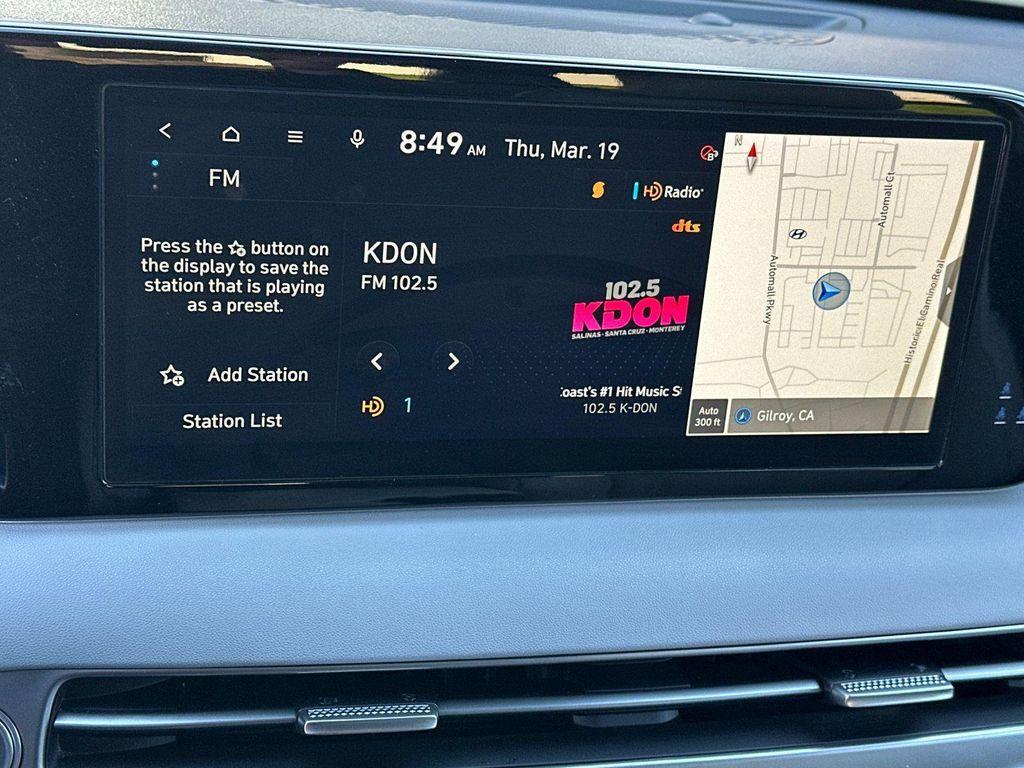 8:49 AM Thu, Mar. 19
FM
HD Radio
dts
Press the button on
the display to save the
station that is playing
as a preset.
Add Station
Station List
KDON
FM 102.5
HD 1
102.5
KDON
SALINAS · SANTA CRUZ · MONTEREY
oast's #1 Hit Music S
102.5 K-DON
N
Automall Ct
Automall Pkwy
Historic El Camino Real
Auto
300 ft
Gilroy, CA